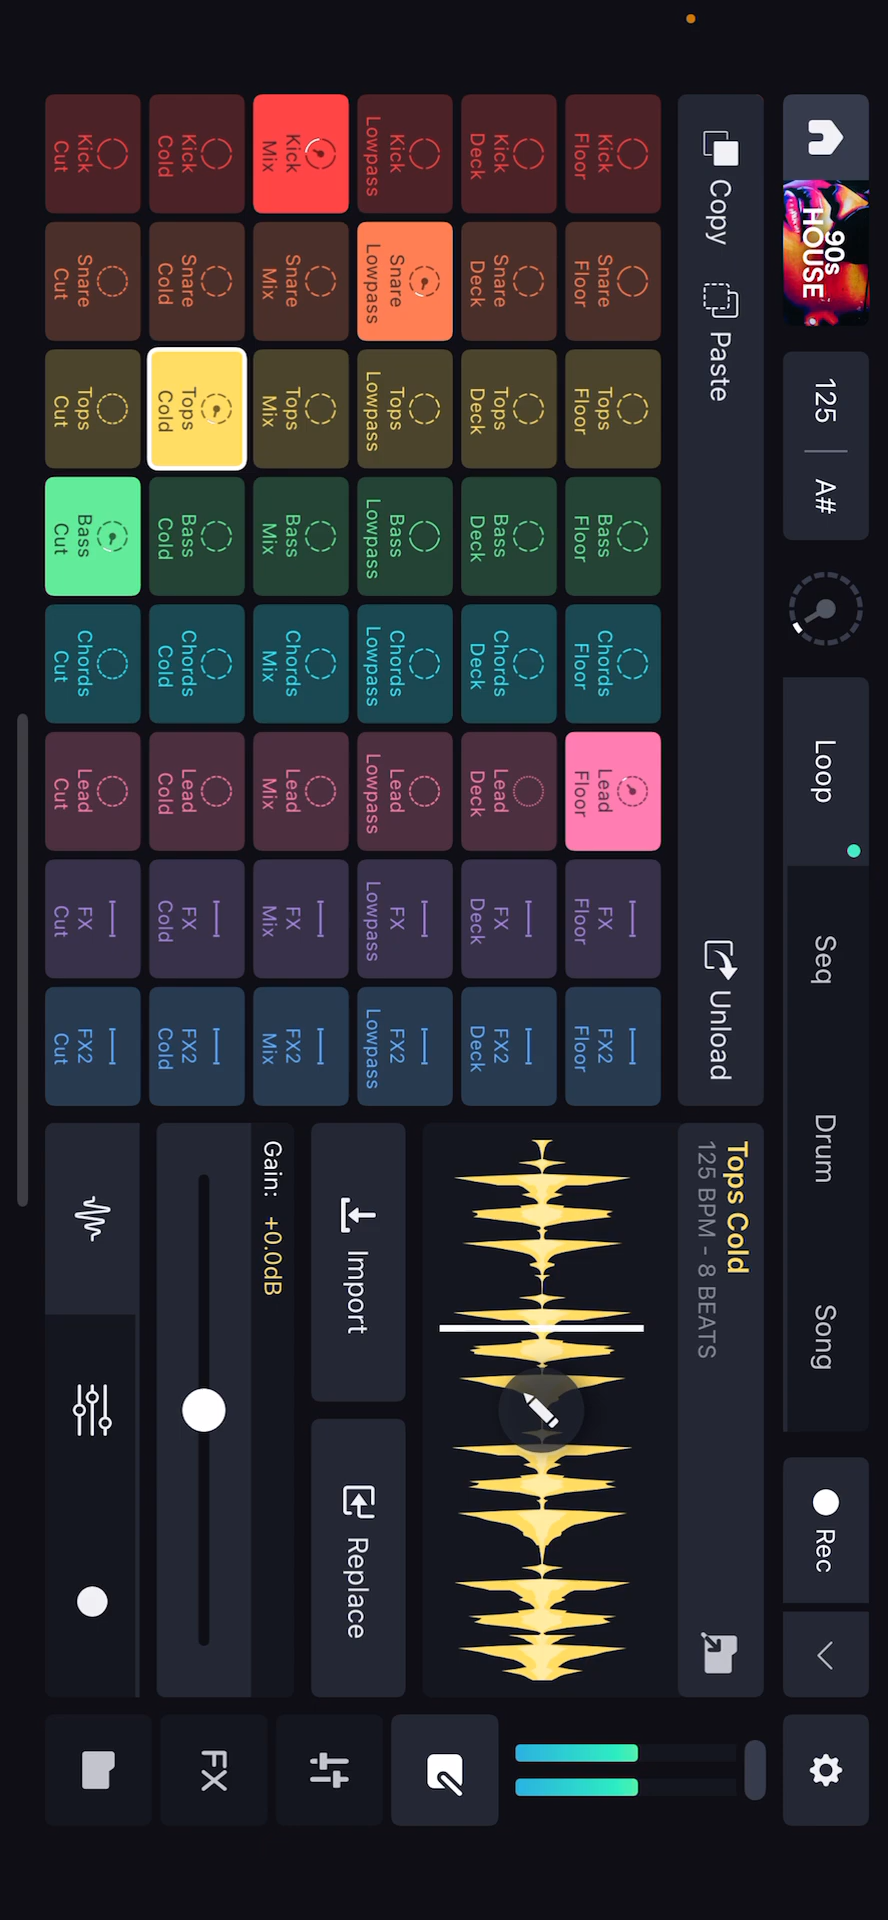 90s
HOUSE
125
A#
Loop
Seq
Drum
Song
Rec
Copy
Paste
Unload
Tops Cold
125 BPM - 8 BEATS
Kick
Floor
Snare
Floor
Tops
Floor
Bass
Floor
Chords
Floor
Lead
Floor
FX
Floor
FX2
Floor
Kick
Deck
Snare
Deck
Tops
Deck
Bass
Deck
Chords
Deck
Lead
Deck
FX
Deck
FX2
Deck
Kick
Lowpass
Snare
Lowpass
Tops
Lowpass
Bass
Lowpass
Chords
Lowpass
Lead
Lowpass
FX
Lowpass
FX2
Lowpass
Kick
Mix
Snare
Mix
Tops
Mix
Bass
Mix
Chords
Mix
Lead
Mix
FX
Mix
FX2
Mix
Kick
Cold
Snare
Cold
Tops
Cold
Bass
Cold
Chords
Cold
Lead
Cold
FX
Cold
FX2
Cold
Kick
Cut
Snare
Cut
Tops
Cut
Bass
Cut
Chords
Cut
Lead
Cut
FX
Cut
FX2
Cut
Import
Replace
Gain: +0.0dB
FX